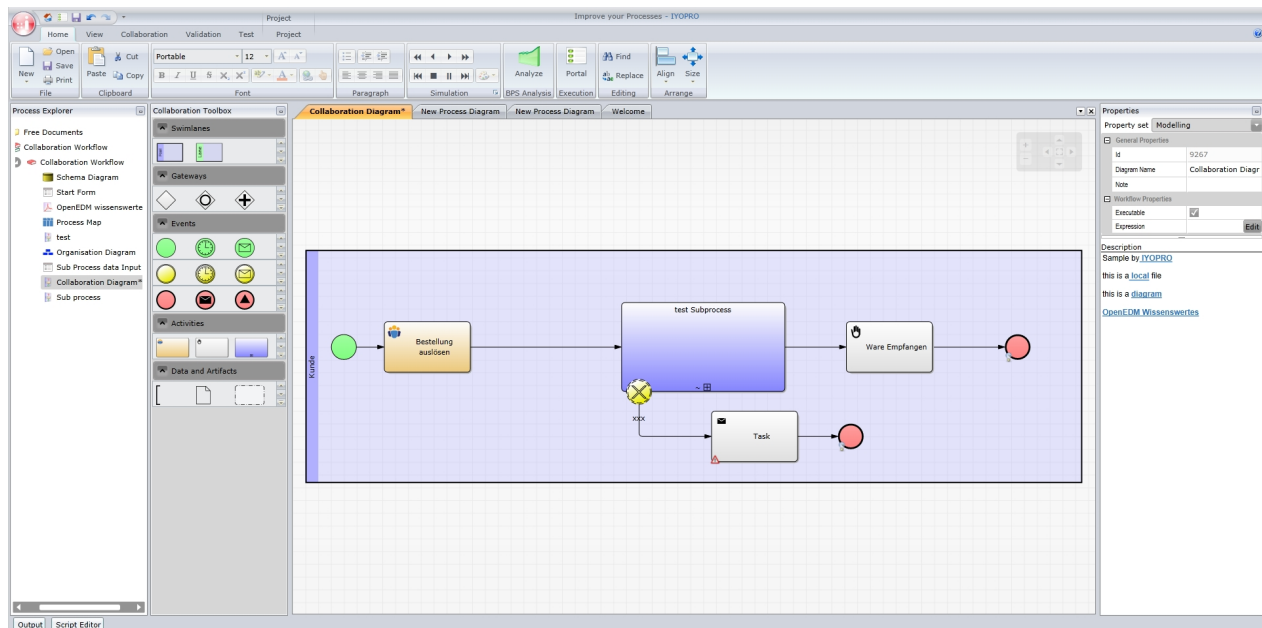 Project
Improve your Processes - IYOPRO
Home View Collaboration Validation Test Project
New
Open
Save
Print
File
Paste
Cut
Copy
Clipboard
Portable 12
B I U S X X
Font
Paragraph
Simulation
Analyze
BPS Analysis
Portal
Execution
Find
Replace
Editing
Align
Size
Arrange
Process Explorer
Free Documents
Collaboration Workflow
Collaboration Workflow
Schema Diagram
Start Form
OpenEDM wissenswerte
Process Map
test
Organisation Diagram
Sub Process data Input
Collaboration Diagram*
Sub process
Collaboration Toolbox
Swimlanes
Gateways
Events
Activities
Data and Artifacts
Collaboration Diagram* New Process Diagram New Process Diagram Welcome
Kunde
Bestellung
auslösen
test Subprocess
Ware Empfangen
xxx
Task
Properties
Property set Modelling
General Properties
Id 9267
Diagram Name Collaboration Diagr
Note
Workflow Properties
Executable
Expression Edit
Description
Sample by IYOPRO
this is a local file
this is a diagram
OpenEDM Wissenswertes
Output Script Editor